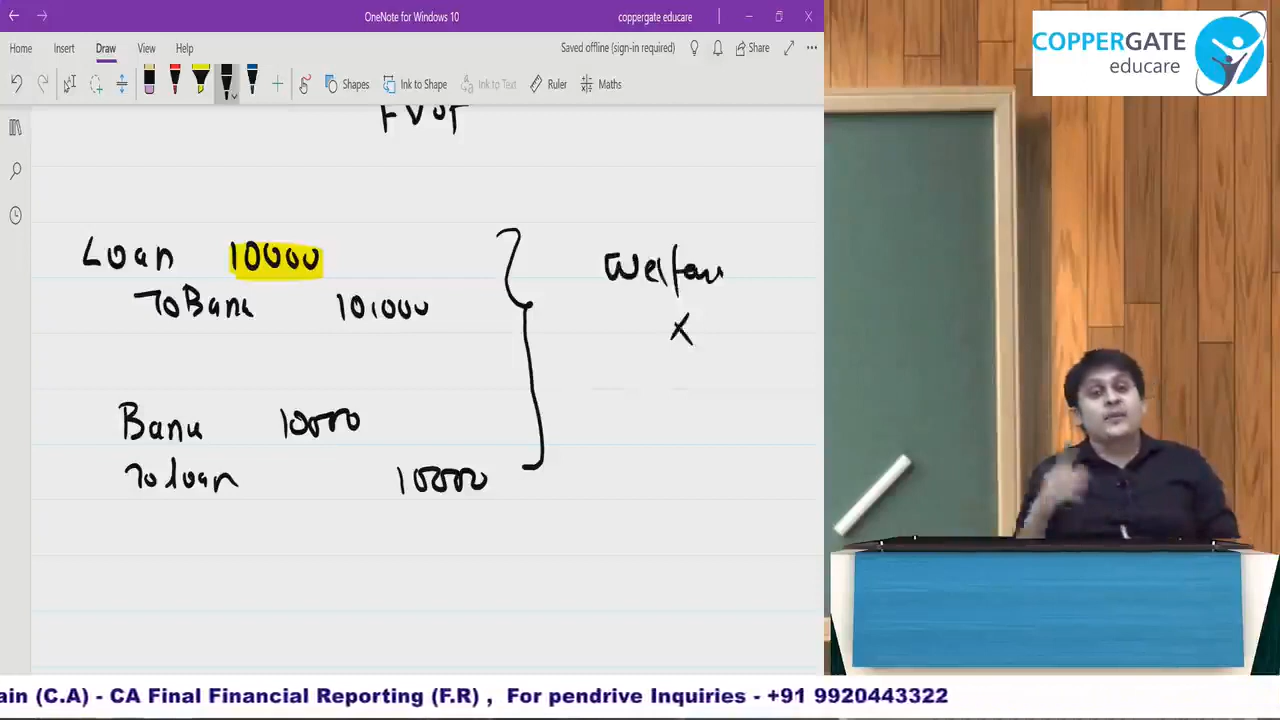 OneNote for Windows 10
coppergate educare
Home Insert Draw View Help
Saved offline (sign-in required)
Share
Shapes
Ink to Shape
Ink to Text
Ruler
Maths
COPPERGATE
educare
FVOF
Loan 10000
To Bank 10,000
Welfare
X
Bank 10000
To loan 10000
ain (C.A) - CA Final Financial Reporting (F.R) , For pendrive Inquiries - +91 9920443322